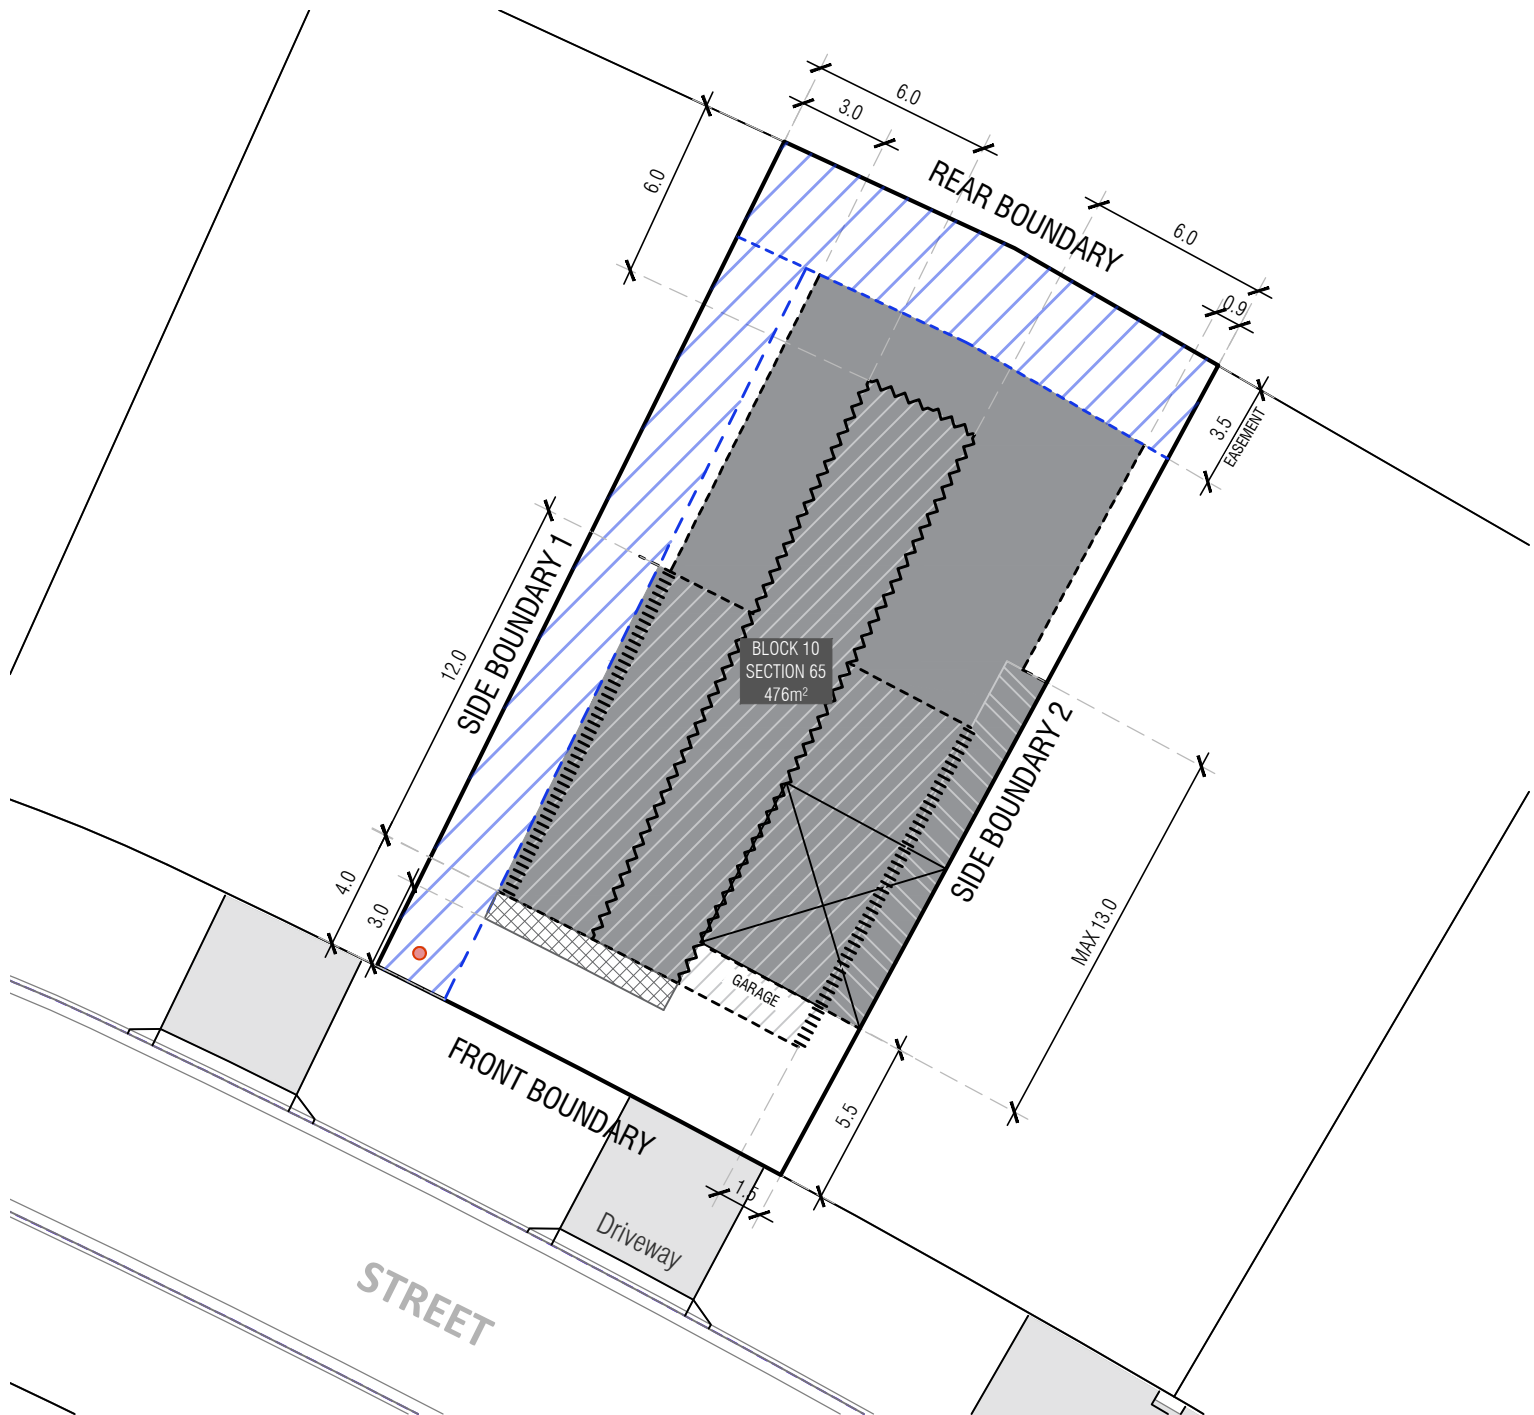 6.0
3.0
REAR BOUNDARY
6.0
6.0
0.9
3.5
EASEMENT
SIDE BOUNDARY 1
12.0
BLOCK 10
SECTION 65
476m²
SIDE BOUNDARY 2
4.0
3.0
MAX 13.0
GARAGE
FRONT BOUNDARY
5.5
1.5
Driveway
STREET